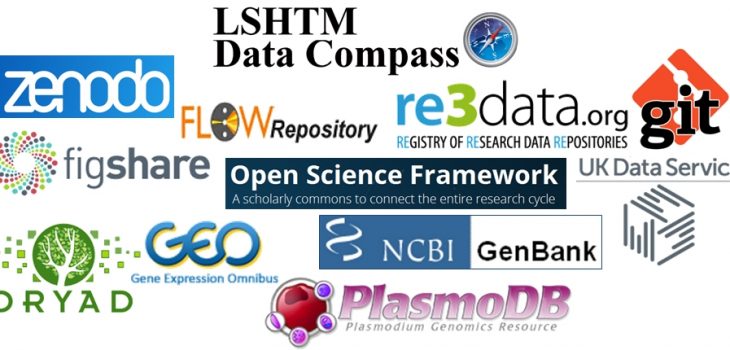 LSHTM
Data Compass
zenodo
FLOW Repository
re3data.org
REGISTRY OF RESEARCH DATA REPOSITORIES
git
figshare
Open Science Framework
A scholarly commons to connect the entire research cycle
UK Data Servic
DRYAD
GEO
Gene Expression Omnibus
NCBI GenBank
PlasmoDB
Plasmodium Genomics Resource